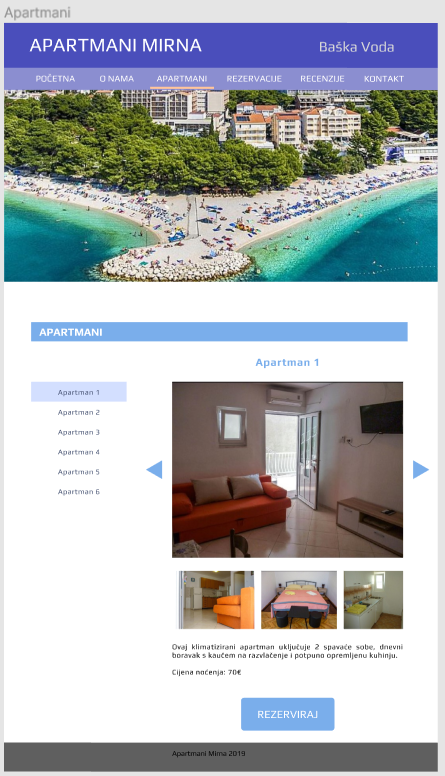 Apartmani
APARTMANI MIRNA
Baška Voda
POČETNA O NAMA APARTMANI REZERVACIJE RECENZIJE KONTAKT
APARTMANI
Apartman 1
Apartman 1
Apartman 2
Apartman 3
Apartman 4
Apartman 5
Apartman 6
Ovaj klimatizirani apartman uključuje 2 spavaće sobe, dnevni
boravak s kaučem na razvlačenje i potpuno opremljenu kuhinju.
Cijena noćenja: 70€
REZERVIRAJ
Apartmani Mirna 2019